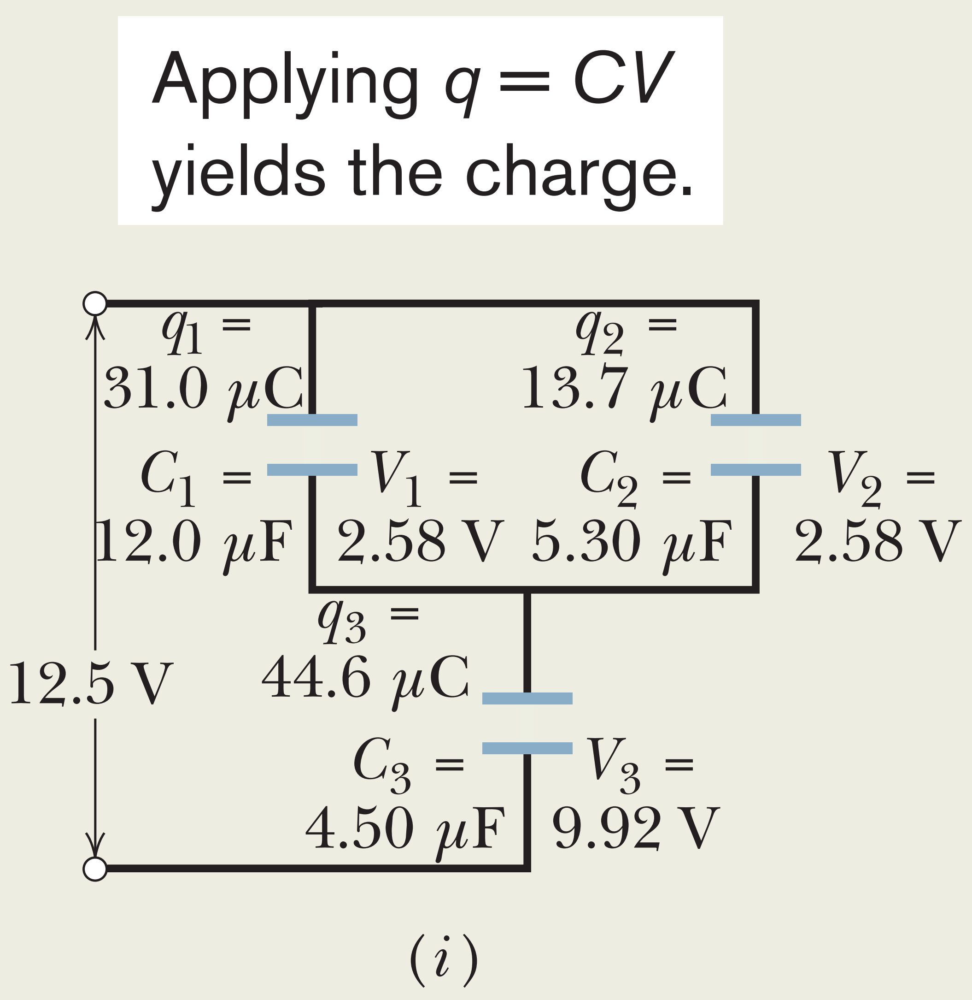 Applying q = CV
yields the charge.
q₁ =
31.0 μC
q₂ =
13.7 μC
C₁ =
12.0 μF
V₁ =
2.58 V
C₂ =
5.30 μF
V₂ =
2.58 V
12.5 V
q₃ =
44.6 μC
C₃ =
4.50 μF
V₃ =
9.92 V
(i)